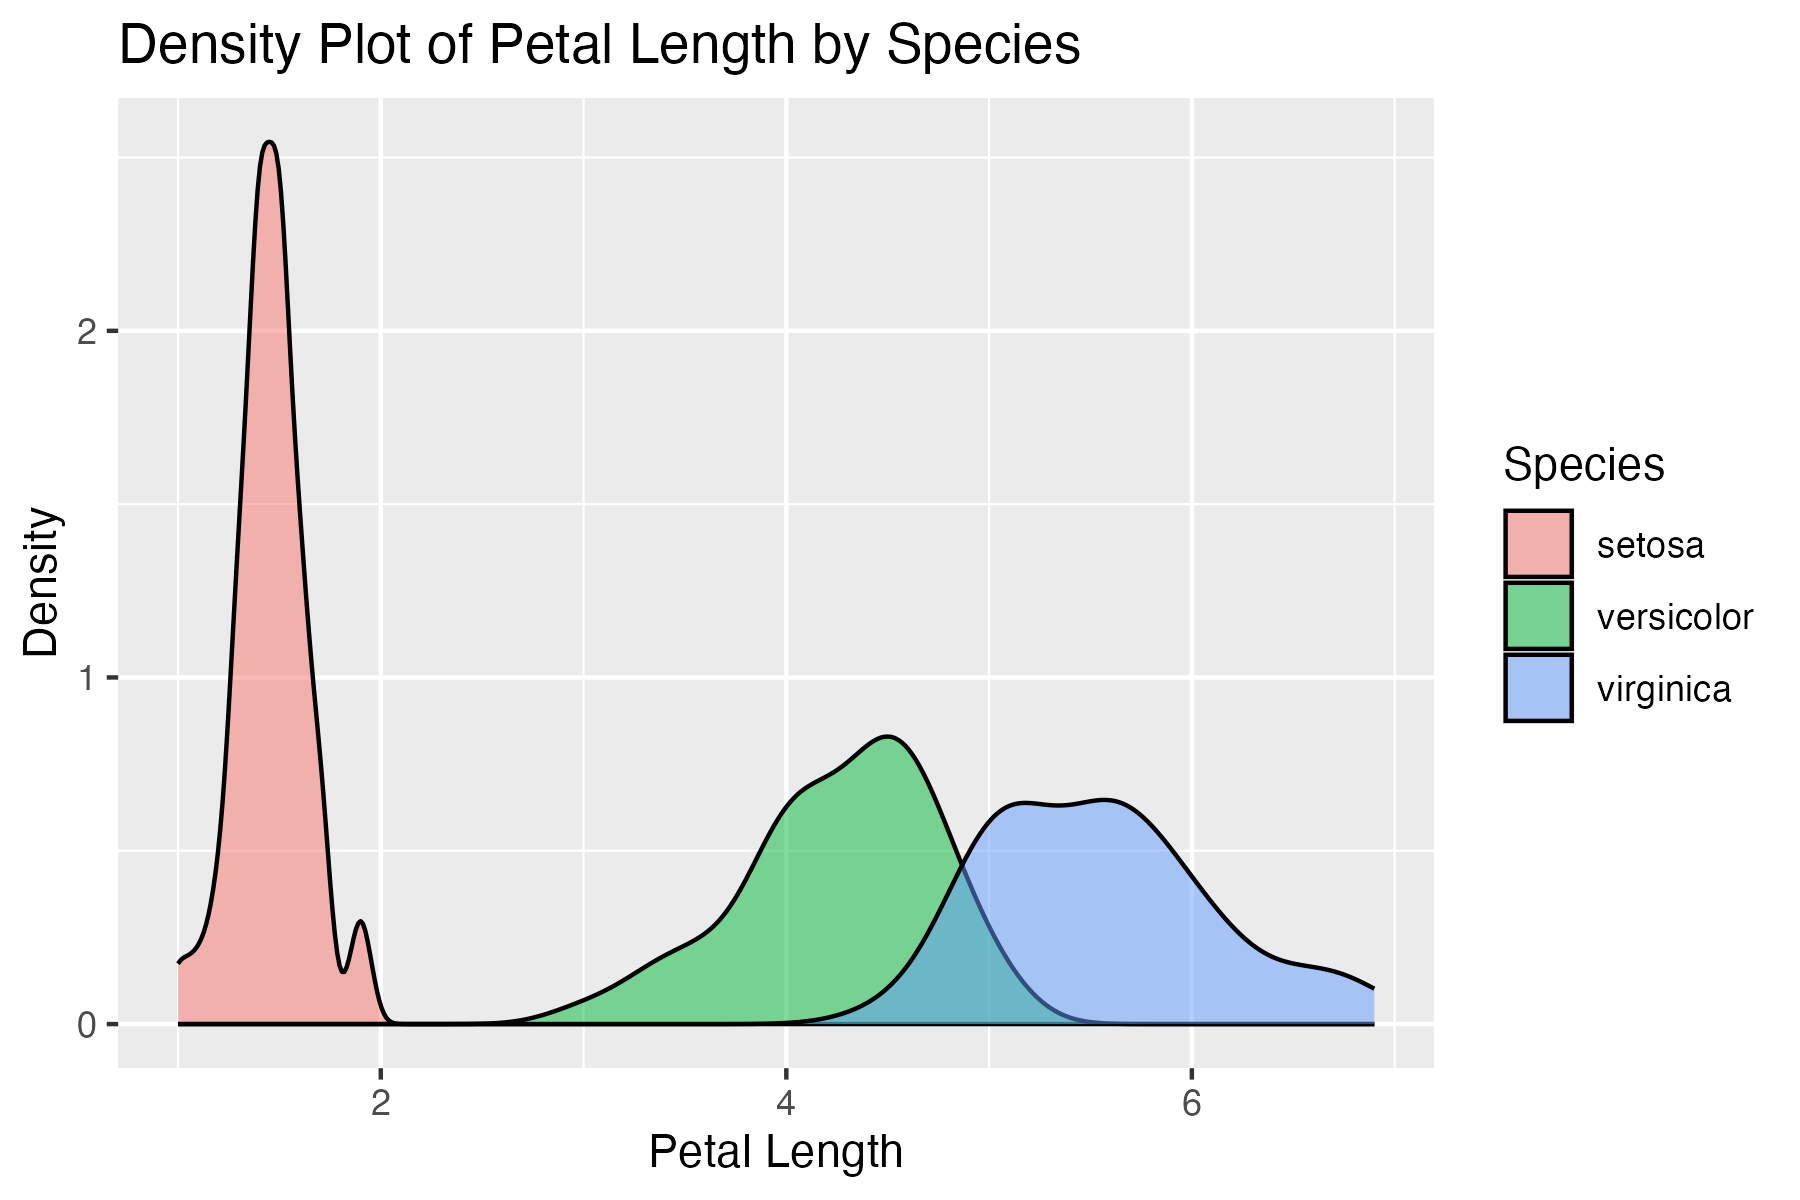 Density Plot of Petal Length by Species
Density
2
1
0
2 4 6
Petal Length
Species
setosa
versicolor
virginica